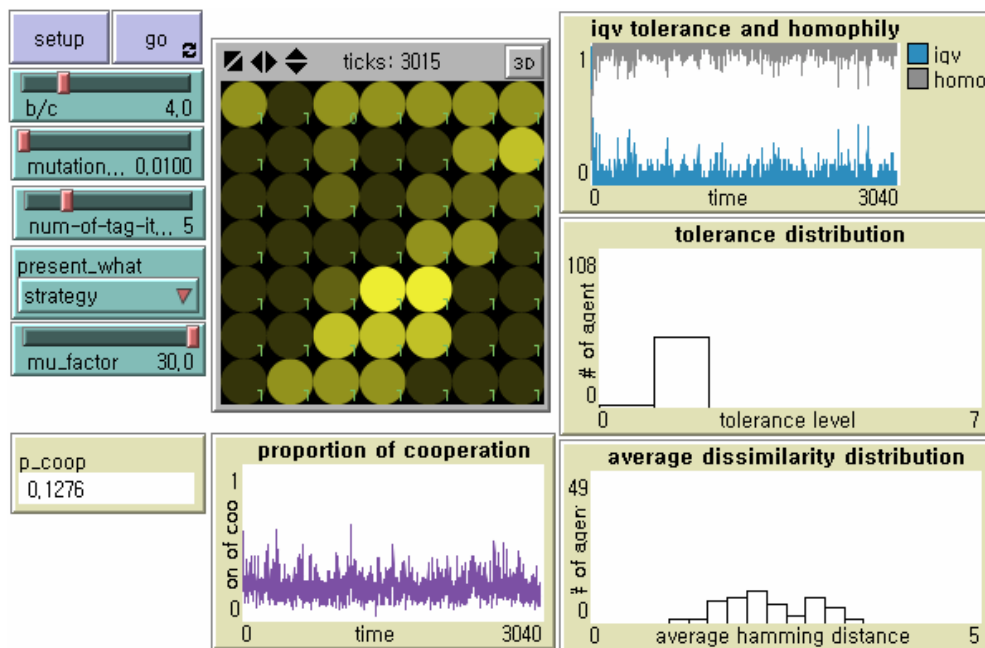 setup
go
b/c 4,0
mutation,,, 0,0100
num-of-tag-it,,, 5
present_what
strategy
mu_factor 30,0
p_coop
0,1276
ticks: 3015
3D
iqv tolerance and homophily
1
0
0 time 3040
iqv
homo
tolerance distribution
108
# of agent
0
0 tolerance level 7
proportion of cooperation
1
on of coo
0
0 time 3040
average dissimilarity distribution
49
# of agent
0
0 average hamming distance 5